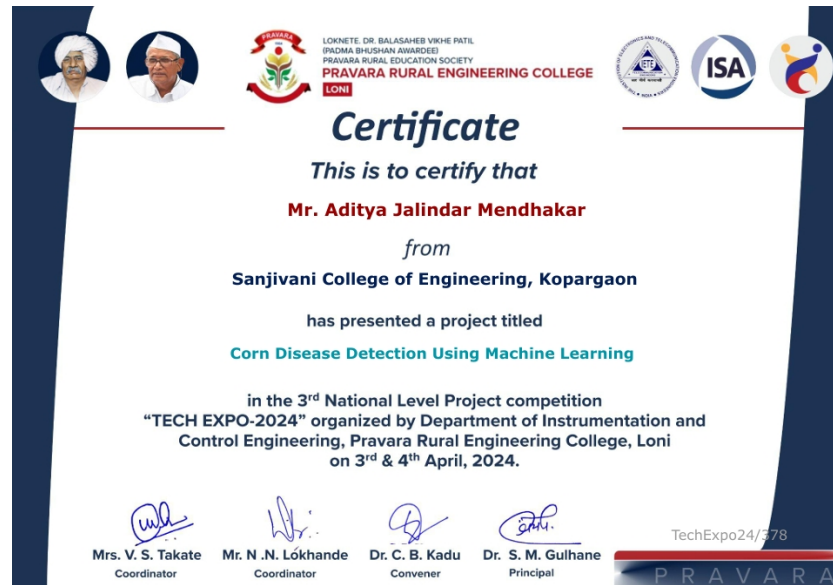 LOKNETE. DR. BALASAHEB VIKHE PATIL
(PADMA BHUSHAN AWARDEE)
PRAVARA RURAL EDUCATION SOCIETY
PRAVARA RURAL ENGINEERING COLLEGE
LONI
PRAVARA
IETE
ISA
Certificate
This is to certify that
Mr. Aditya Jalindar Mendhakar
from
Sanjivani College of Engineering, Kopargaon
has presented a project titled
Corn Disease Detection Using Machine Learning
in the 3rd National Level Project competition
“TECH EXPO-2024” organized by Department of Instrumentation and
Control Engineering, Pravara Rural Engineering College, Loni
on 3rd & 4th April, 2024.
TechExpo24/378
Mrs. V. S. Takate Mr. N .N. Lokhande Dr. C. B. Kadu Dr. S. M. Gulhane
Coordinator Coordinator Convener Principal
PRAVARA